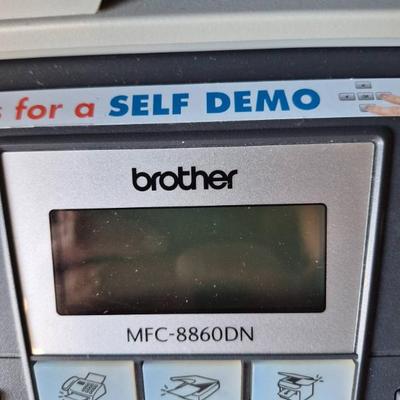 s for a SELF DEMO
brother
MFC-8860DN